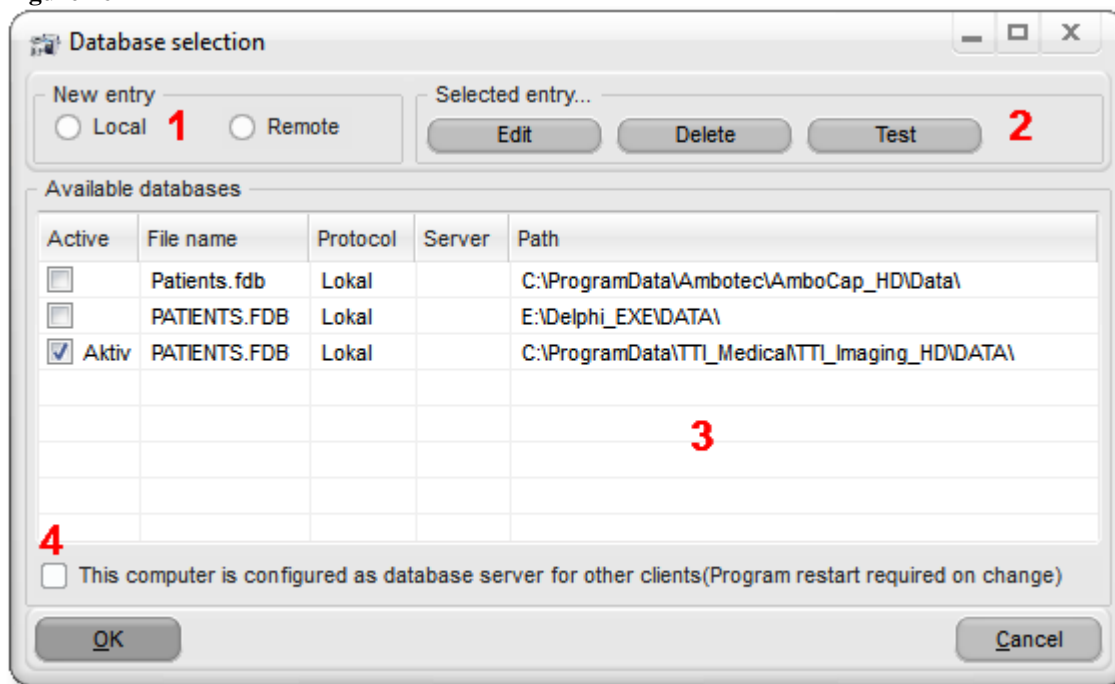 Database selection
New entry
Selected entry...
Local 1 Remote
Edit Delete Test 2
Available databases
Active File name Protocol Server Path
Patients.fdb Lokal C:\ProgramData\Ambotec\AmboCap_HD\Data\
PATIENTS.FDB Lokal E:\Delphi_EXE\DATA\
Aktiv PATIENTS.FDB Lokal C:\ProgramData\TTI_Medical\TTI_Imaging_HD\DATA\
3
4
This computer is configured as database server for other clients(Program restart required on change)
OK Cancel